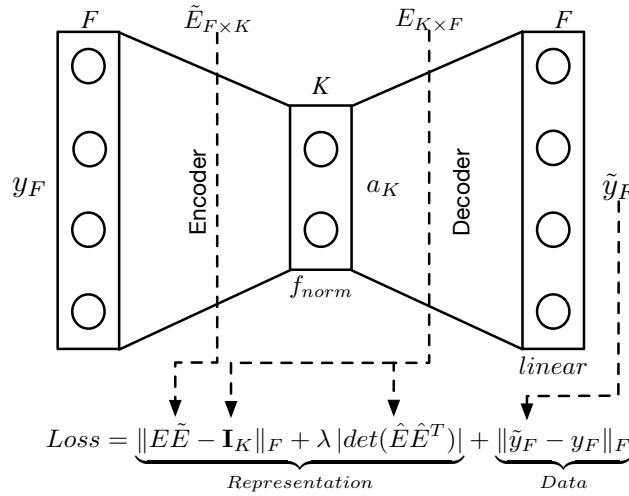 F Ẽ_{F×K} E_{K×F} F
K
y_F Encoder a_K Decoder ỹ_F
f_{norm}
linear
Loss = ‖EẼ − I_K‖_F + λ |det(ÊÊ^T)| + ‖ỹ_F − y_F‖_F
Representation Data